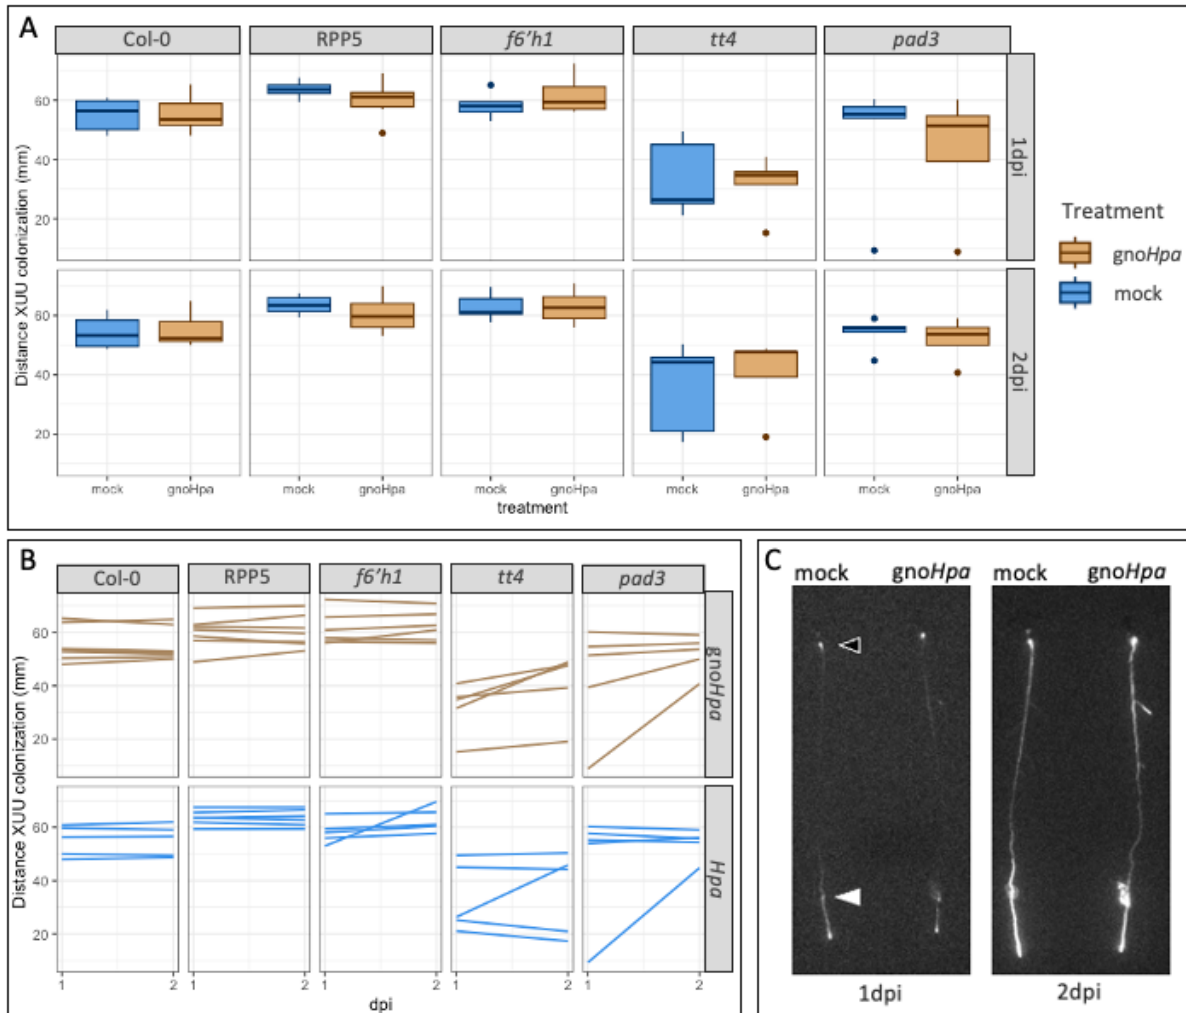 A
Col-0 RPP5 f6'h1 tt4 pad3
Distance XUU colonization (mm)
60
40
20
1dpi
60
40
20
2dpi
mock gnoHpa mock gnoHpa mock gnoHpa mock gnoHpa mock gnoHpa
treatment
Treatment
gnoHpa
mock
B
Col-0 RPP5 f6'h1 tt4 pad3
Distance XUU colonization (mm)
60
40
20
gnoHpa
60
40
20
Hpa
1 2 1 2 1 2 1 2 1 2
dpi
C
mock gnoHpa mock gnoHpa
1dpi 2dpi